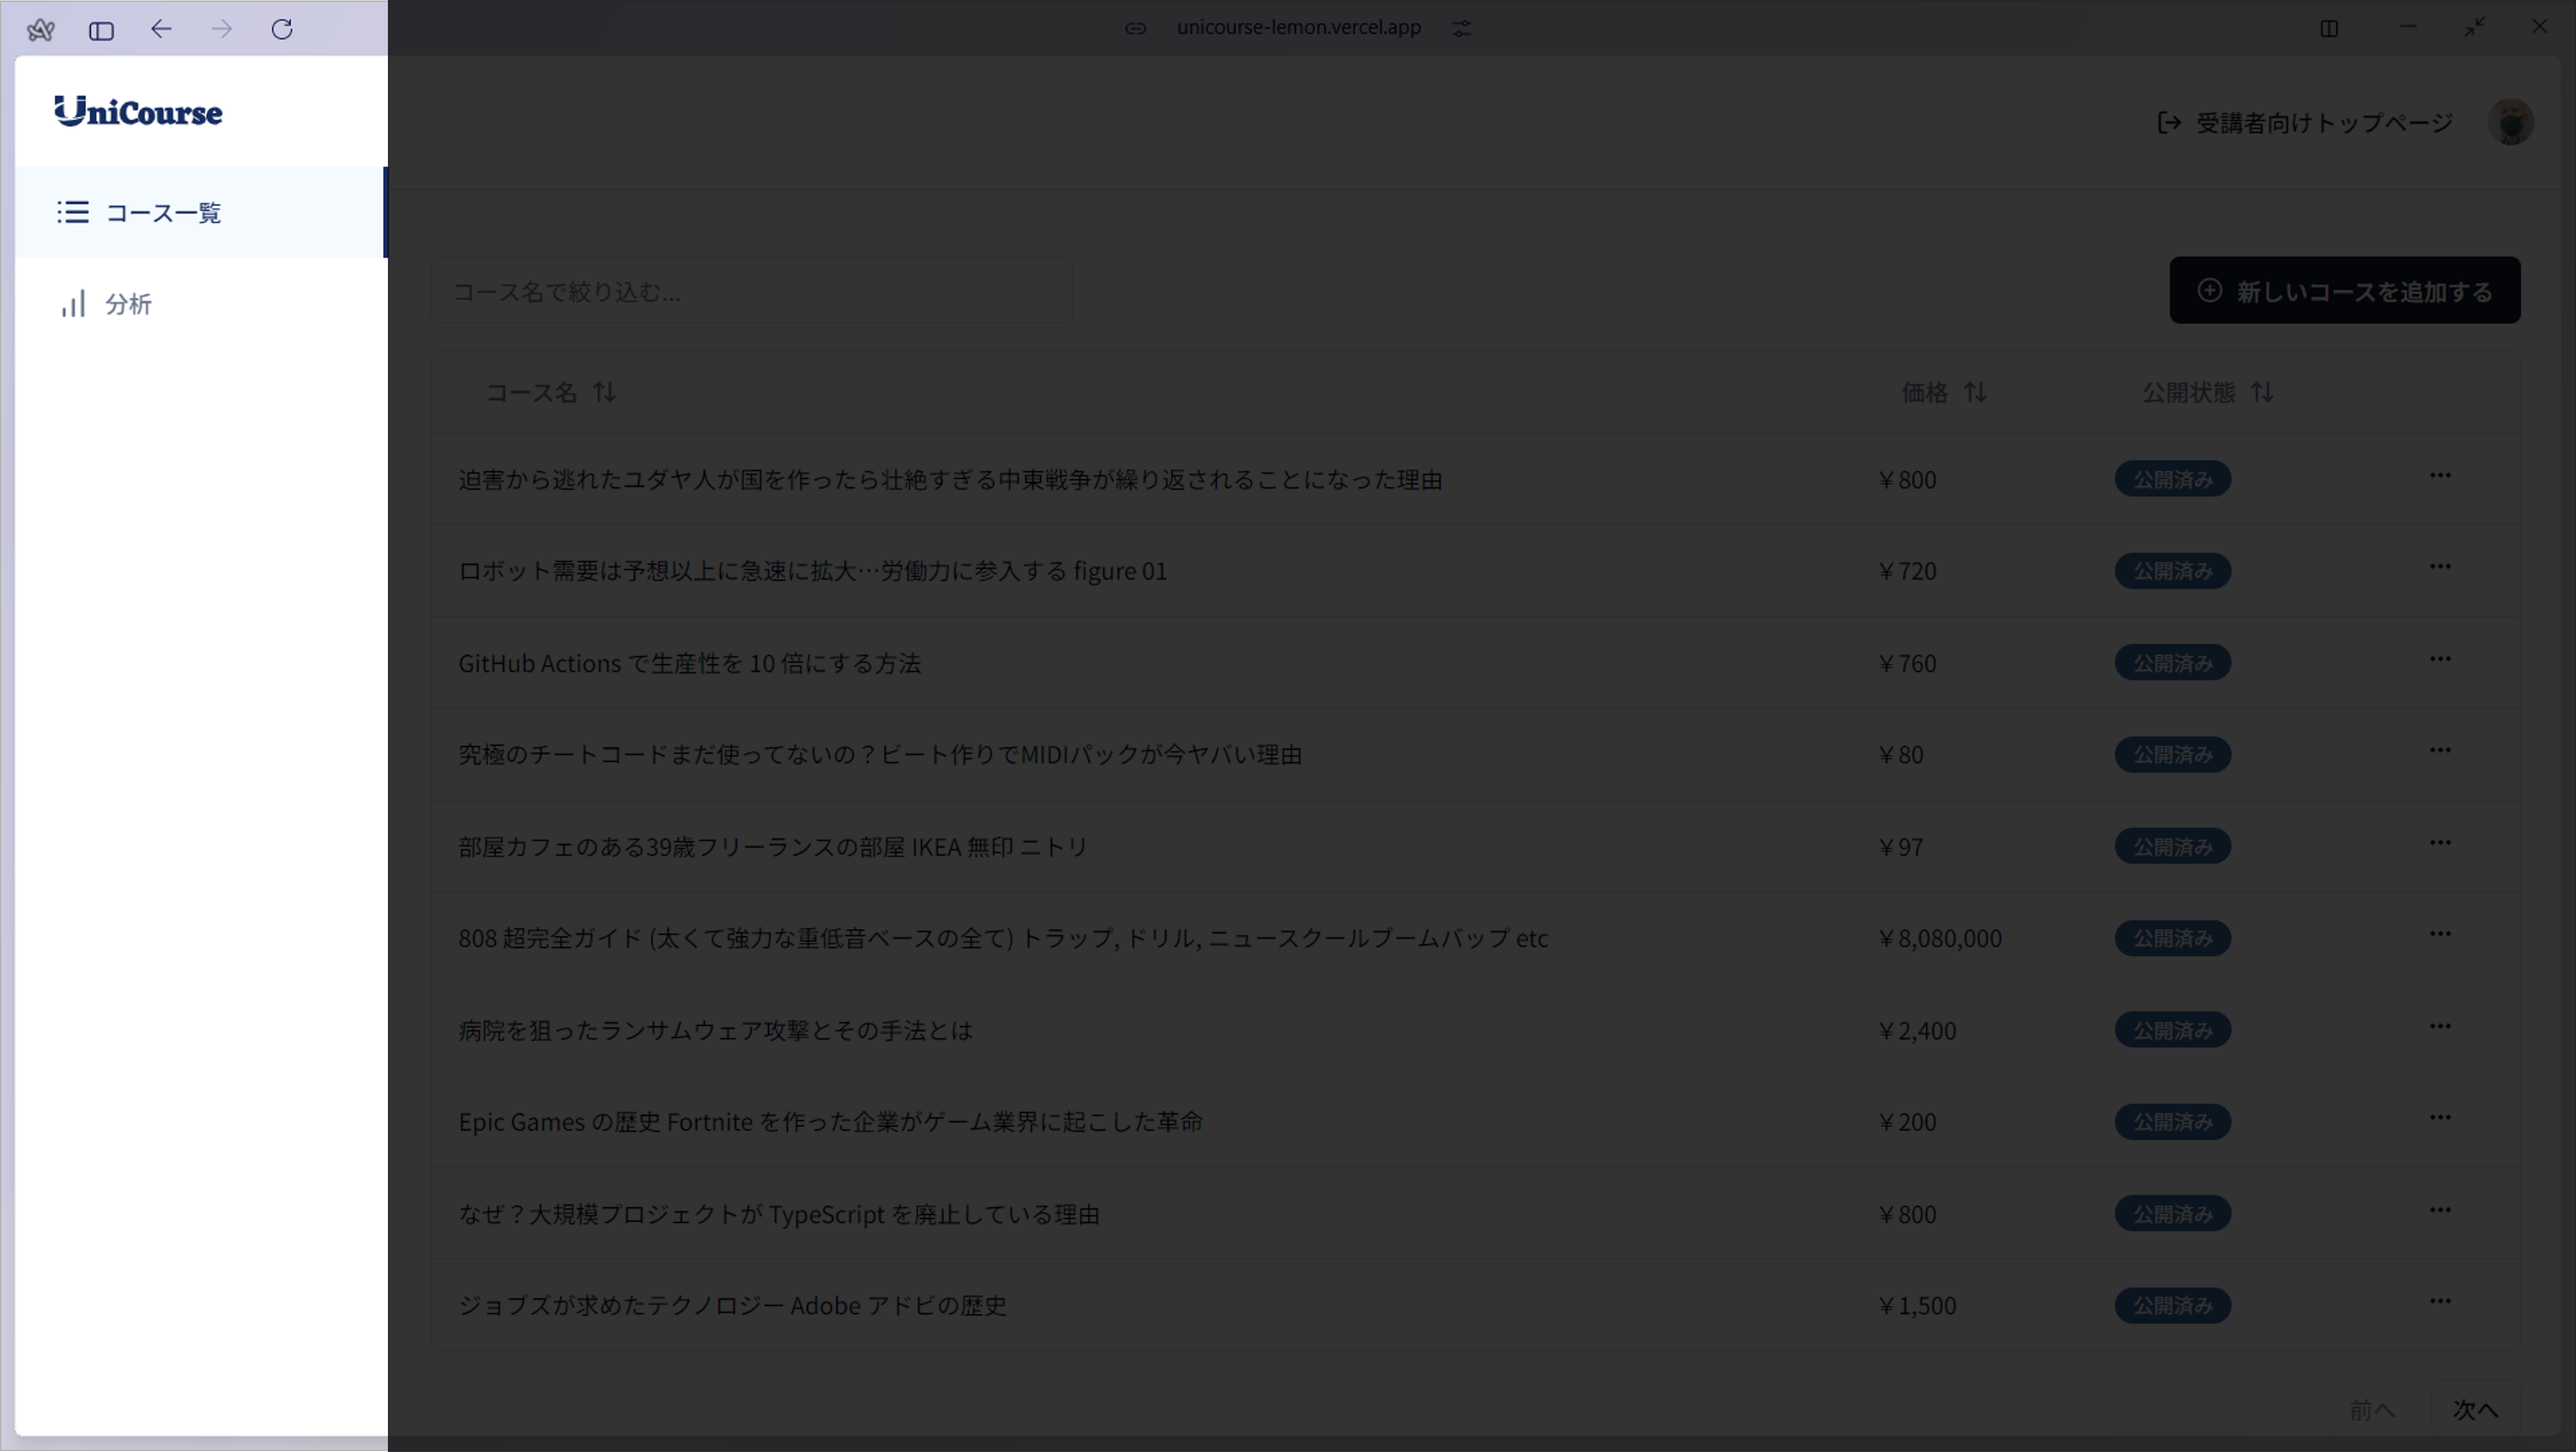 unicourse-lemon.vercel.app
UniCourse
受講者向けトップページ
コース一覧
分析
コース名で絞り込む...
新しいコースを追加する
コース名 価格 公開状態
迫害から逃れたユダヤ人が国を作ったら壮絶すぎる中東戦争が繰り返されることになった理由 ￥800 公開済み
ロボット需要は予想以上に急速に拡大…労働力に参入する figure 01 ￥720 公開済み
GitHub Actions で生産性を 10 倍にする方法 ￥760 公開済み
究極のチートコードまだ使ってないの？ビート作りでMIDIパックが今ヤバい理由 ￥80 公開済み
部屋カフェのある39歳フリーランスの部屋 IKEA 無印 ニトリ ￥97 公開済み
808 超完全ガイド (太くて強力な重低音ベースの全て) トラップ, ドリル, ニュースクールブームバップ etc ￥8,080,000 公開済み
病院を狙ったランサムウェア攻撃とその手法とは ￥2,400 公開済み
Epic Games の歴史 Fortnite を作った企業がゲーム業界に起こした革命 ￥200 公開済み
なぜ？大規模プロジェクトが TypeScript を廃止している理由 ￥800 公開済み
ジョブズが求めたテクノロジー Adobe アドビの歴史 ￥1,500 公開済み
前へ 次へ